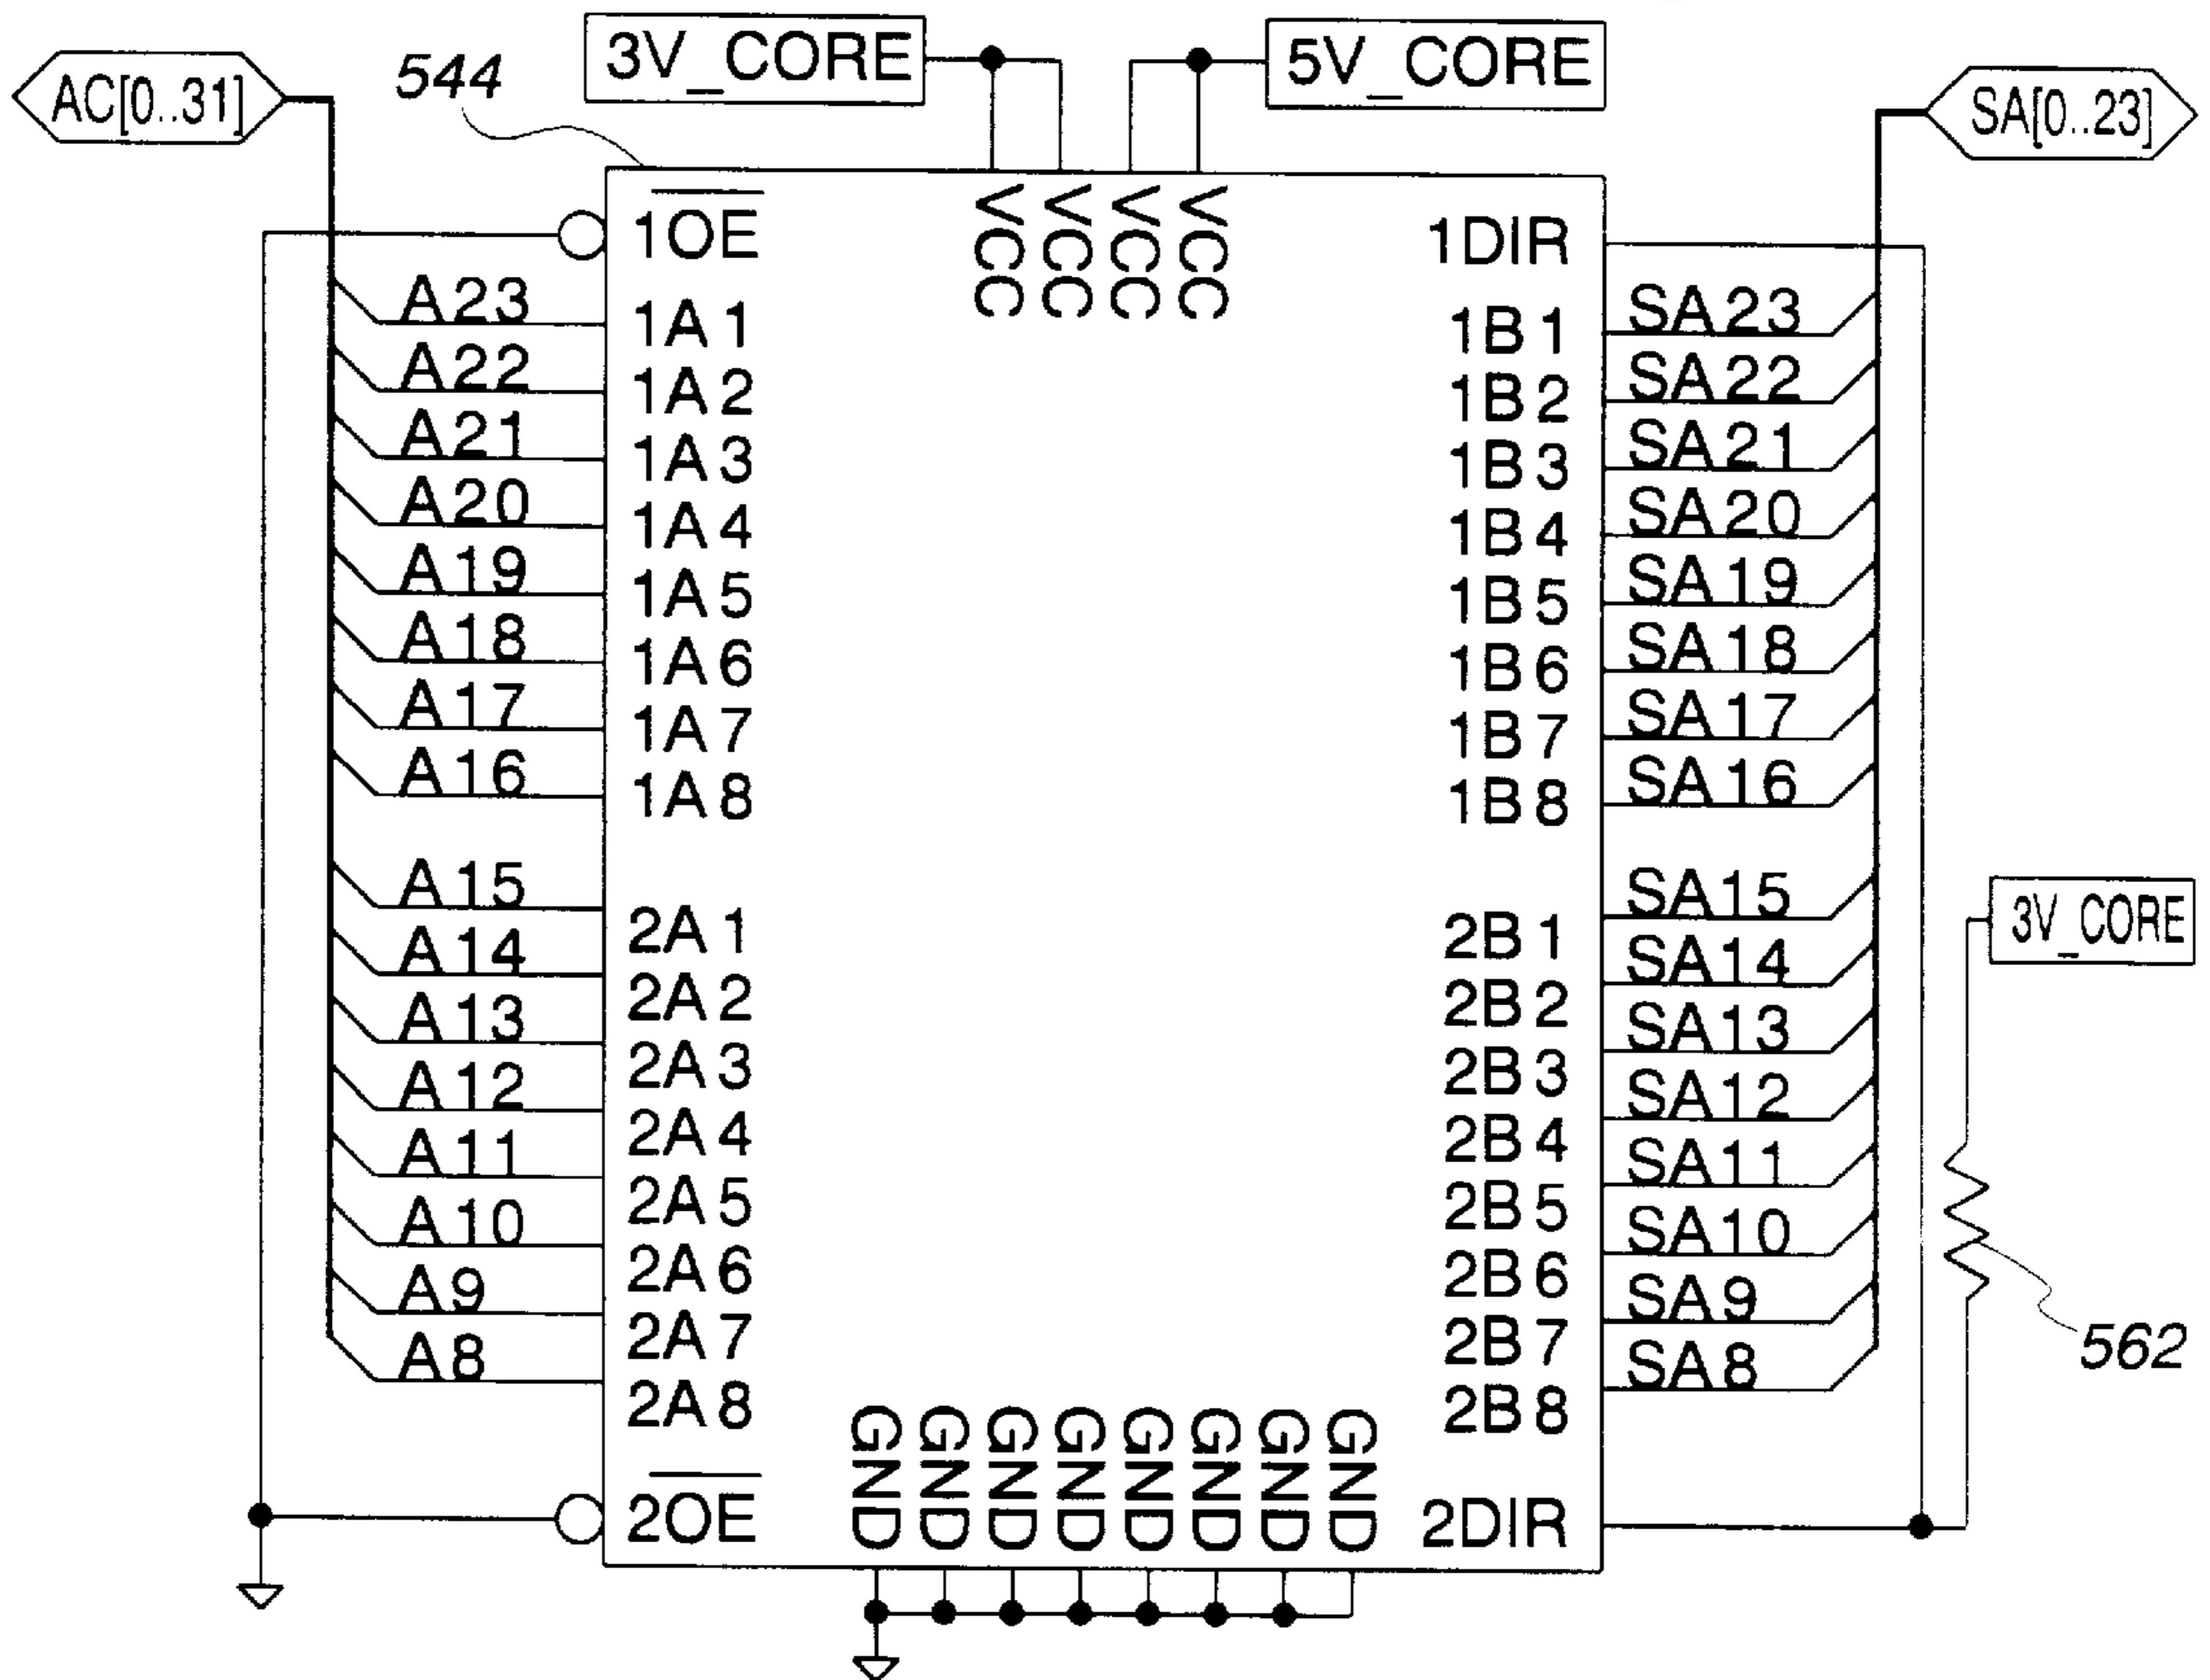 3V_CORE
5V_CORE
AC[0..31]
544
SA[0..23]
1OE
VCC
VCC
VCC
VCC
1DIR
A23
1A1
1B1
SA23
A22
1A2
1B2
SA22
A21
1A3
1B3
SA21
A20
1A4
1B4
SA20
A19
1A5
1B5
SA19
A18
1A6
1B6
SA18
A17
1A7
1B7
SA17
A16
1A8
1B8
SA16
A15
2A1
2B1
SA15
3V_CORE
A14
2A2
2B2
SA14
A13
2A3
2B3
SA13
A12
2A4
2B4
SA12
A11
2A5
2B5
SA11
A10
2A6
2B6
SA10
A9
2A7
2B7
SA9
562
A8
2A8
2B8
SA8
GND
GND
GND
GND
GND
GND
GND
GND
2OE
2DIR